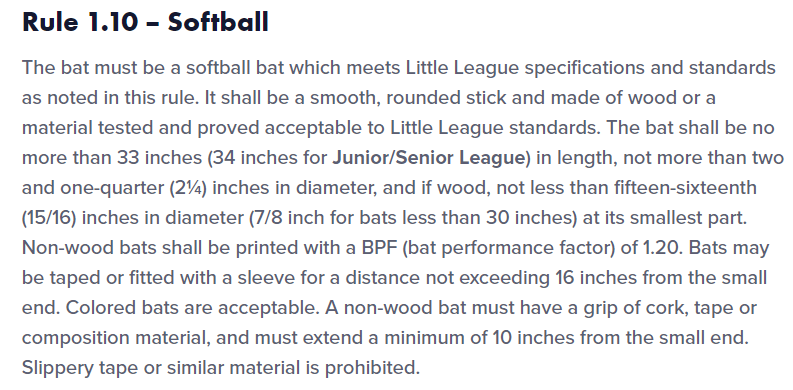 Rule 1.10 – Softball
The bat must be a softball bat which meets Little League specifications and standards
as noted in this rule. It shall be a smooth, rounded stick and made of wood or a
material tested and proved acceptable to Little League standards. The bat shall be no
more than 33 inches (34 inches for Junior/Senior League) in length, not more than two
and one-quarter (2¼) inches in diameter, and if wood, not less than fifteen-sixteenth
(15/16) inches in diameter (7/8 inch for bats less than 30 inches) at its smallest part.
Non-wood bats shall be printed with a BPF (bat performance factor) of 1.20. Bats may
be taped or fitted with a sleeve for a distance not exceeding 16 inches from the small
end. Colored bats are acceptable. A non-wood bat must have a grip of cork, tape or
composition material, and must extend a minimum of 10 inches from the small end.
Slippery tape or similar material is prohibited.